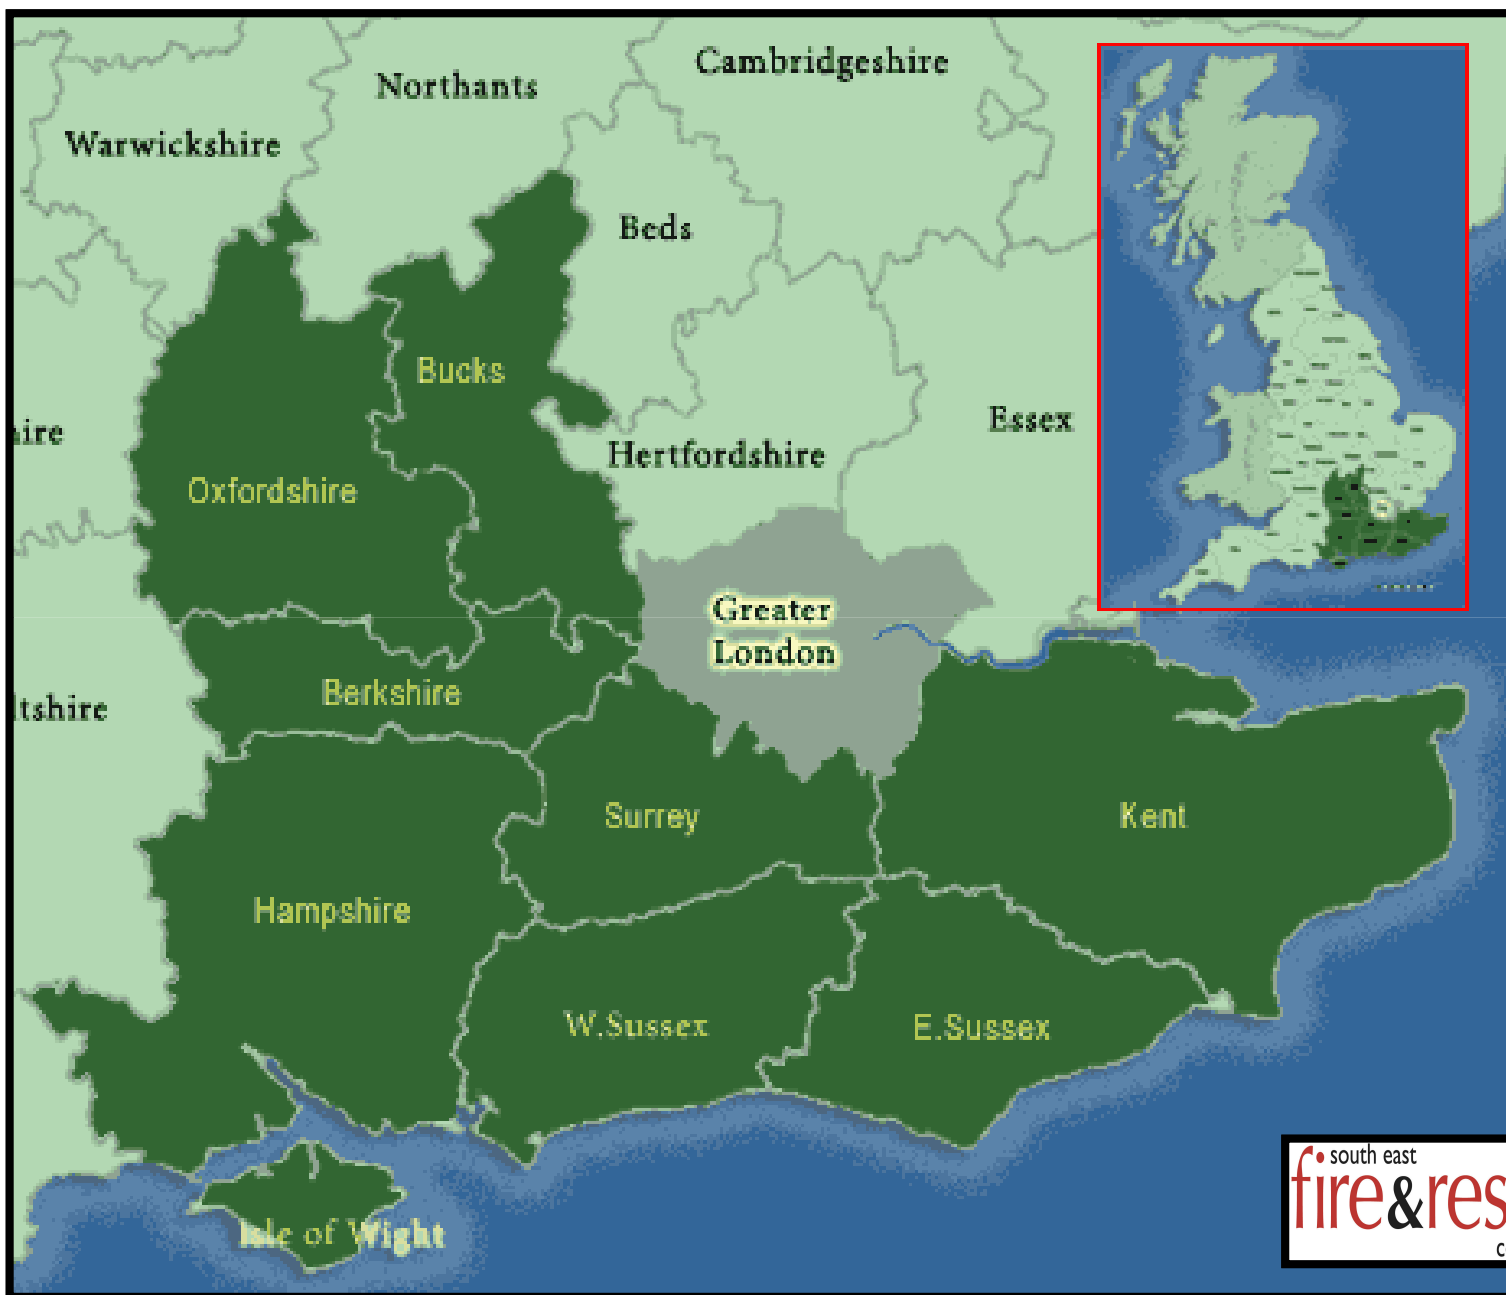 Cambridgeshire
Northants
Warwickshire
Beds
Bucks
Essex
ire
Hertfordshire
Oxfordshire
Greater
London
Berkshire
tshire
Surrey
Kent
Hampshire
W.Sussex
E.Sussex
Isle of Wight
south east
fire&res
c